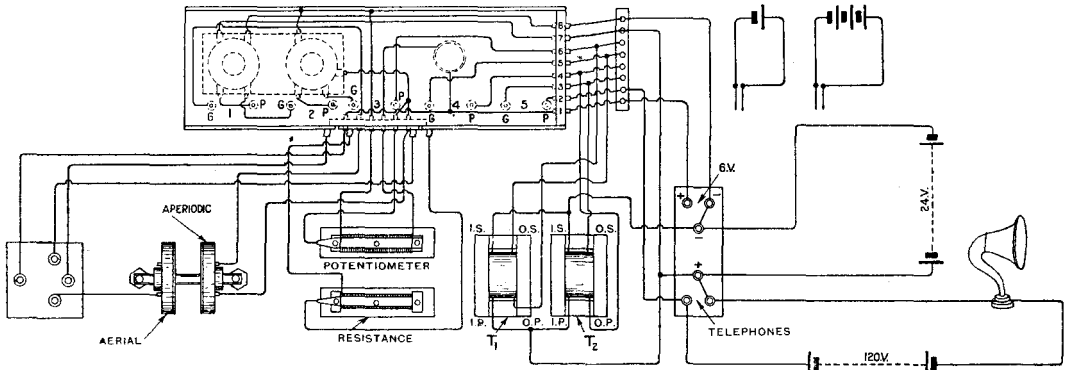 8
7
6
5
4
3
2
1
G 1 P G 2 P G 3 P G 4 P G 5 P
+ 6.V. −
−
24.V.
APERIODIC
I.S. O.S. I.S. O.S.
POTENTIOMETER
+
I.P. O.P. I.P. O.P.
AERIAL
RESISTANCE
T1 T2
TELEPHONES
120.V.